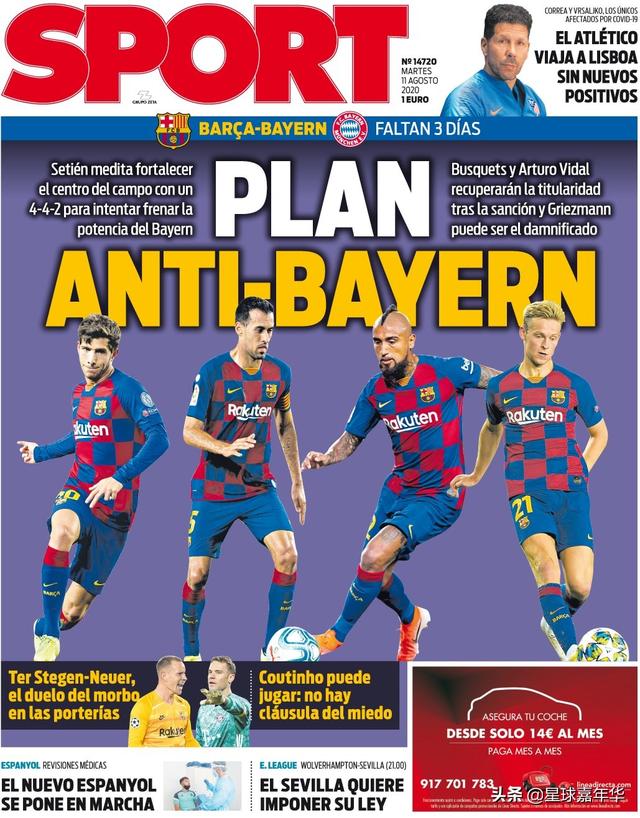 SPORT
GRUPO ZETA
Nº 14720
MARTES
11 AGOSTO
2020
1 EURO
CORREA Y VRSALJKO, LOS ÚNICOS
AFECTADOS POR COVID-19
EL ATLÉTICO
VIAJA A LISBOA
SIN NUEVOS
POSITIVOS
BARÇA-BAYERN FALTAN 3 DÍAS
Setién medita fortalecer
el centro del campo con un
4-4-2 para intentar frenar la
potencia del Bayern
PLAN
Busquets y Arturo Vidal
recuperarán la titularidad
tras la sanción y Griezmann
puede ser el damnificado
ANTI-BAYERN
Rakuten
Rakuten
Rakuten
Rakuten
21
Ter Stegen-Neuer,
el duelo del morbo
en las porterías
Coutinho puede
jugar: no hay
cláusula del miedo
ESPANYOL REVISIONES MÉDICAS
EL NUEVO ESPANYOL
SE PONE EN MARCHA
E. LEAGUE WOLVERHAMPTON-SEVILLA (21.00)
EL SEVILLA QUIERE
IMPONER SU LEY
ASEGURA TU COCHE
DESDE SOLO 14€ AL MES
PAGA MES A MES
917 701 783
lineadirecta.com
头条 @星球嘉年华